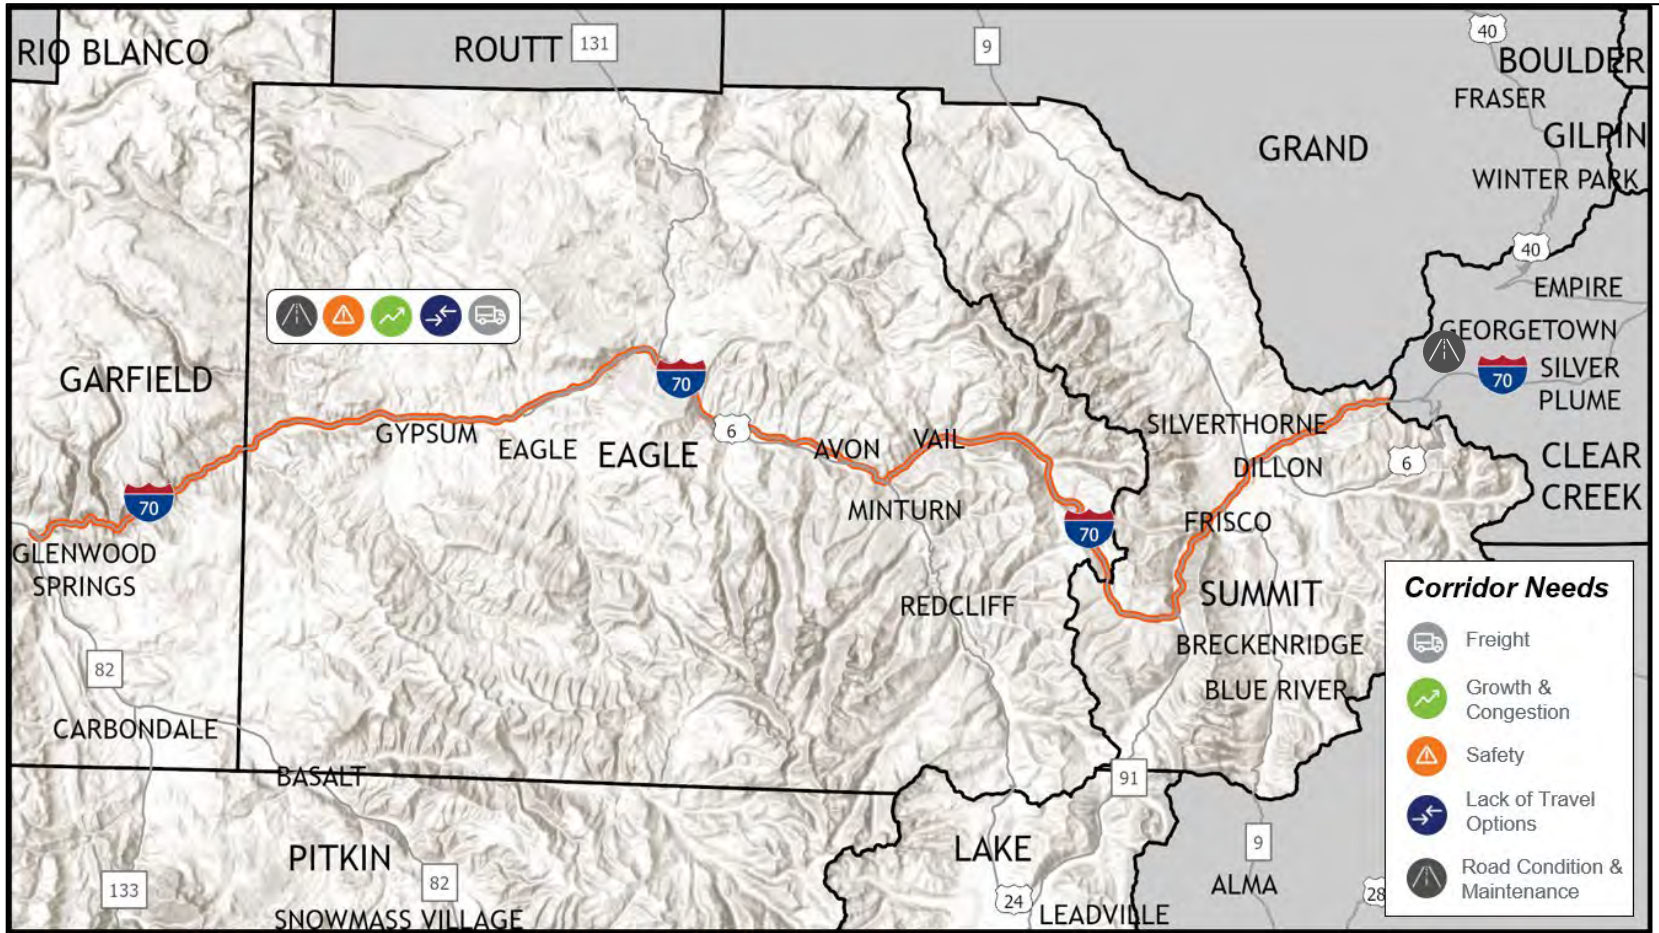 RIO BLANCO
ROUTT
131
9
40
BOULDER
FRASER
GILPIN
GRAND
WINTER PARK
40
EMPIRE
GEORGETOWN
70
SILVER
PLUME
GARFIELD
70
6
GYPSUM
EAGLE
EAGLE
AVON
VAIL
SILVERTHORNE
DILLON
6
CLEAR
CREEK
70
MINTURN
70
FRISCO
GLENWOOD
SPRINGS
REDCLIFF
SUMMIT
BRECKENRIDGE
BLUE RIVER
82
CARBONDALE
BASALT
91
PITKIN
LAKE
9
133
82
24
ALMA
28
SNOWMASS VILLAGE
LEADVILLE
Corridor Needs
Freight
Growth &
Congestion
Safety
Lack of Travel
Options
Road Condition &
Maintenance